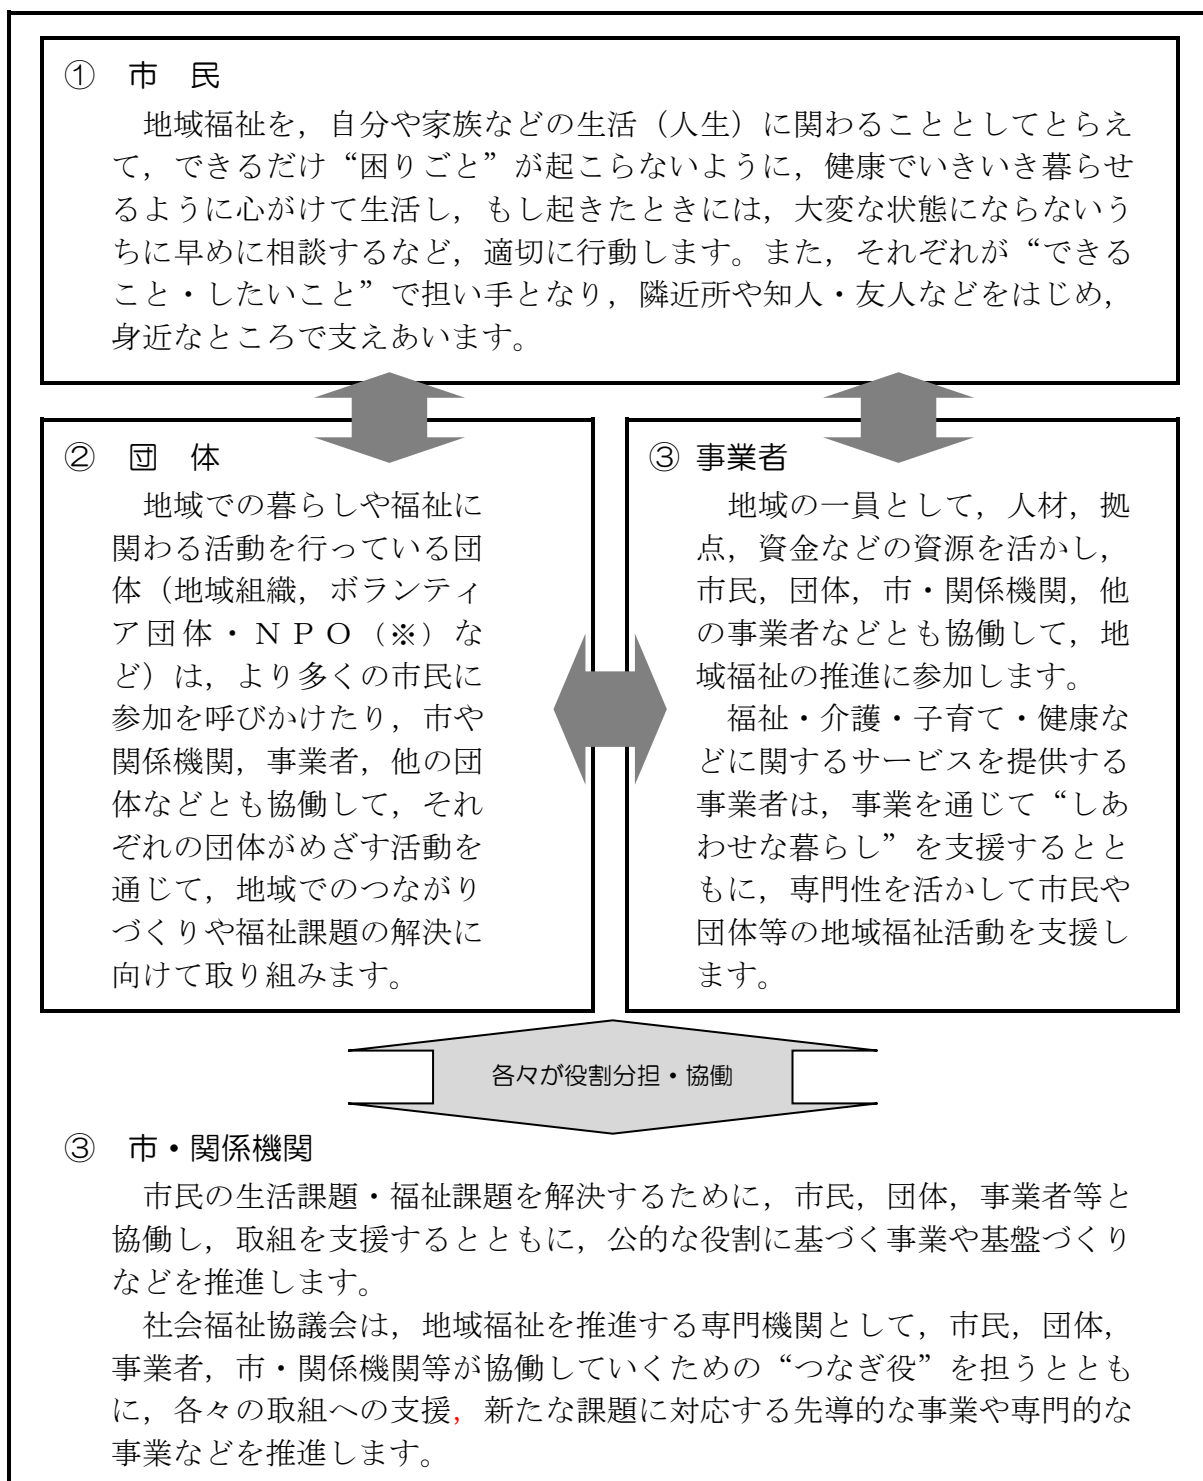 ① 市 民
地域福祉を，自分や家族などの生活（人生）に関わることとしてとらえ
て，できるだけ“困りごと”が起こらないように，健康でいきいき暮らせ
るように心がけて生活し，もし起きたときには，大変な状態にならないう
ちに早めに相談するなど，適切に行動します。また，それぞれが“できる
こと・したいこと”で担い手となり，隣近所や知人・友人などをはじめ，
身近なところで支えあいます。
② 団 体
地域での暮らしや福祉に
関わる活動を行っている団
体（地域組織，ボランティ
ア団体・ＮＰＯ（※）な
ど）は，より多くの市民に
参加を呼びかけたり，市や
関係機関，事業者，他の団
体などとも協働して，それ
ぞれの団体がめざす活動を
通じて，地域でのつながり
づくりや福祉課題の解決に
向けて取り組みます。
③ 事業者
地域の一員として，人材，拠
点，資金などの資源を活かし，
市民，団体，市・関係機関，他
の事業者などとも協働して，地
域福祉の推進に参加します。
福祉・介護・子育て・健康な
どに関するサービスを提供する
事業者は，事業を通じて“しあ
わせな暮らし”を支援するとと
もに，専門性を活かして市民や
団体等の地域福祉活動を支援し
ます。
各々が役割分担・協働
③ 市・関係機関
市民の生活課題・福祉課題を解決するために，市民，団体，事業者等と
協働し，取組を支援するとともに，公的な役割に基づく事業や基盤づくり
などを推進します。
社会福祉協議会は，地域福祉を推進する専門機関として，市民，団体，
事業者，市・関係機関等が協働していくための“つなぎ役”を担うととも
に，各々の取組への支援，新たな課題に対応する先導的な事業や専門的な
事業などを推進します。